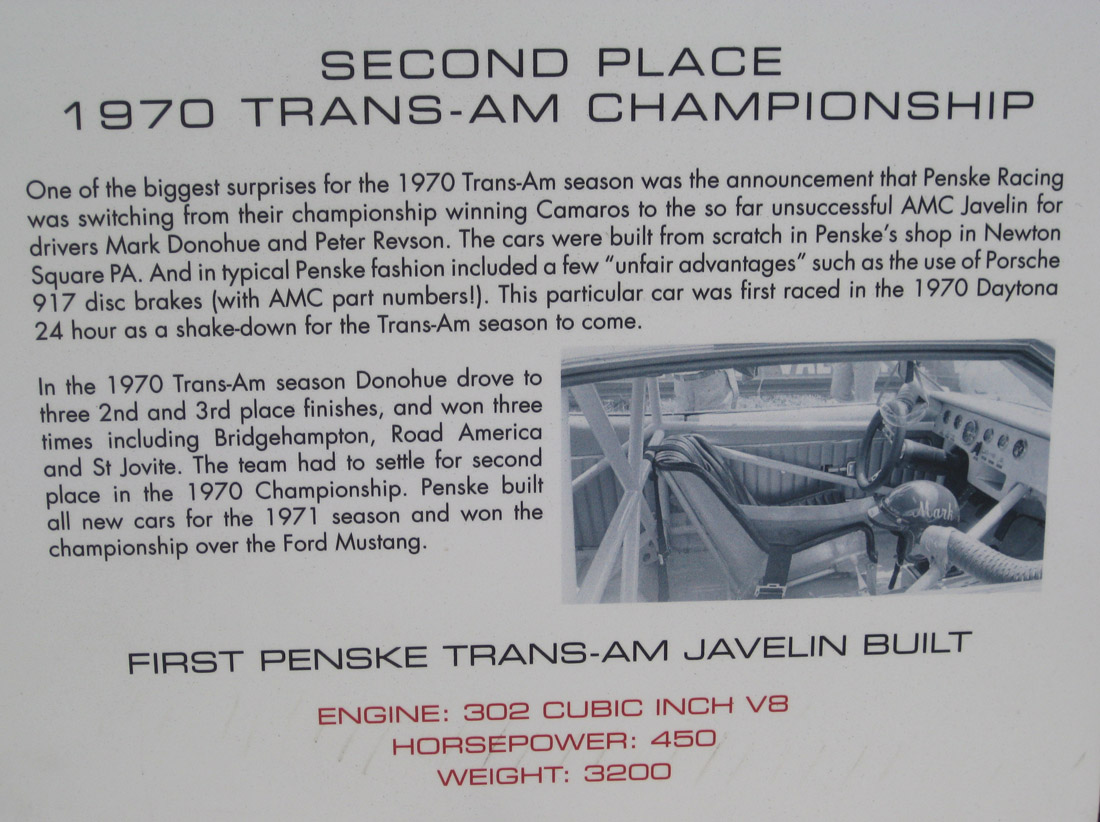 SECOND PLACE
1970 TRANS-AM CHAMPIONSHIP
One of the biggest surprises for the 1970 Trans-Am season was the announcement that Penske Racing
was switching from their championship winning Camaros to the so far unsuccessful AMC Javelin for
drivers Mark Donohue and Peter Revson. The cars were built from scratch in Penske's shop in Newton
Square PA. And in typical Penske fashion included a few "unfair advantages" such as the use of Porsche
917 disc brakes (with AMC part numbers!). This particular car was first raced in the 1970 Daytona
24 hour as a shake-down for the Trans-Am season to come.
In the 1970 Trans-Am season Donohue drove to
three 2nd and 3rd place finishes, and won three
times including Bridgehampton, Road America
and St Jovite. The team had to settle for second
place in the 1970 Championship. Penske built
all new cars for the 1971 season and won the
championship over the Ford Mustang.
Mark
FIRST PENSKE TRANS-AM JAVELIN BUILT
ENGINE: 302 CUBIC INCH V8
HORSEPOWER: 450
WEIGHT: 3200